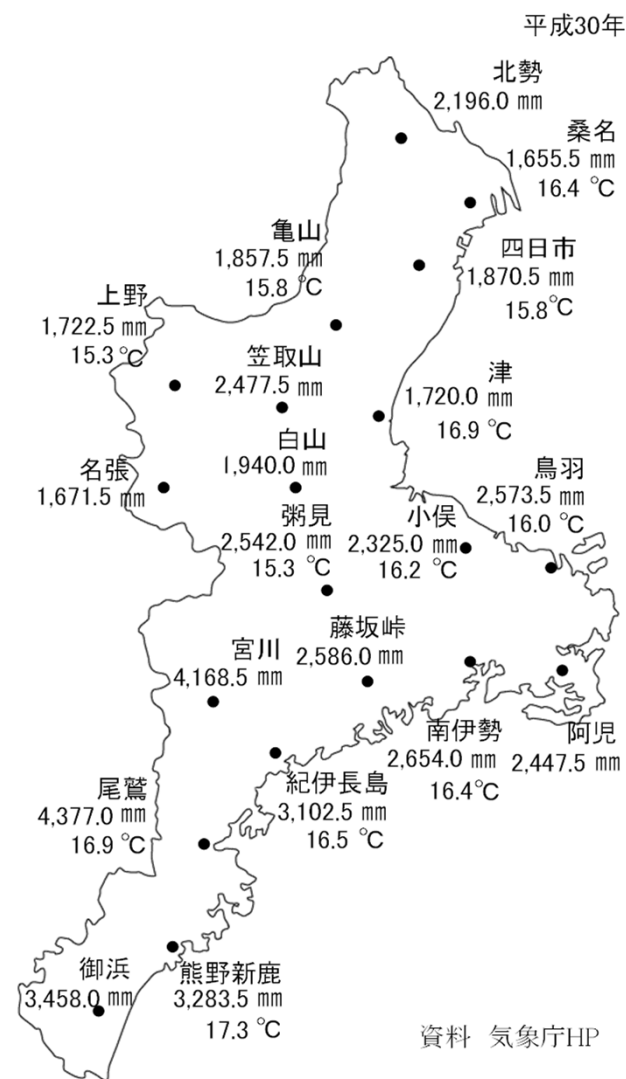 平成30年
北勢
2,196.0 ㎜
桑名
1,655.5 ㎜
16.4 ℃
亀山
1,857.5 ㎜
15.8 ℃
四日市
1,870.5 ㎜
15.8℃
上野
1,722.5 ㎜
15.3 ℃
笠取山
2,477.5 ㎜
津
1,720.0 ㎜
16.9 ℃
白山
1,940.0 ㎜
名張
1,671.5 ㎜
鳥羽
2,573.5 ㎜
16.0 ℃
粥見
2,542.0 ㎜
15.3 ℃
小俣
2,325.0 ㎜
16.2 ℃
藤坂峠
2,586.0 ㎜
宮川
4,168.5 ㎜
南伊勢
2,654.0 ㎜
16.4℃
阿児
2,447.5 ㎜
紀伊長島
3,102.5 ㎜
16.5 ℃
尾鷲
4,377.0 ㎜
16.9 ℃
御浜
3,458.0 ㎜
熊野新鹿
3,283.5 ㎜
17.3 ℃
資料 気象庁HP